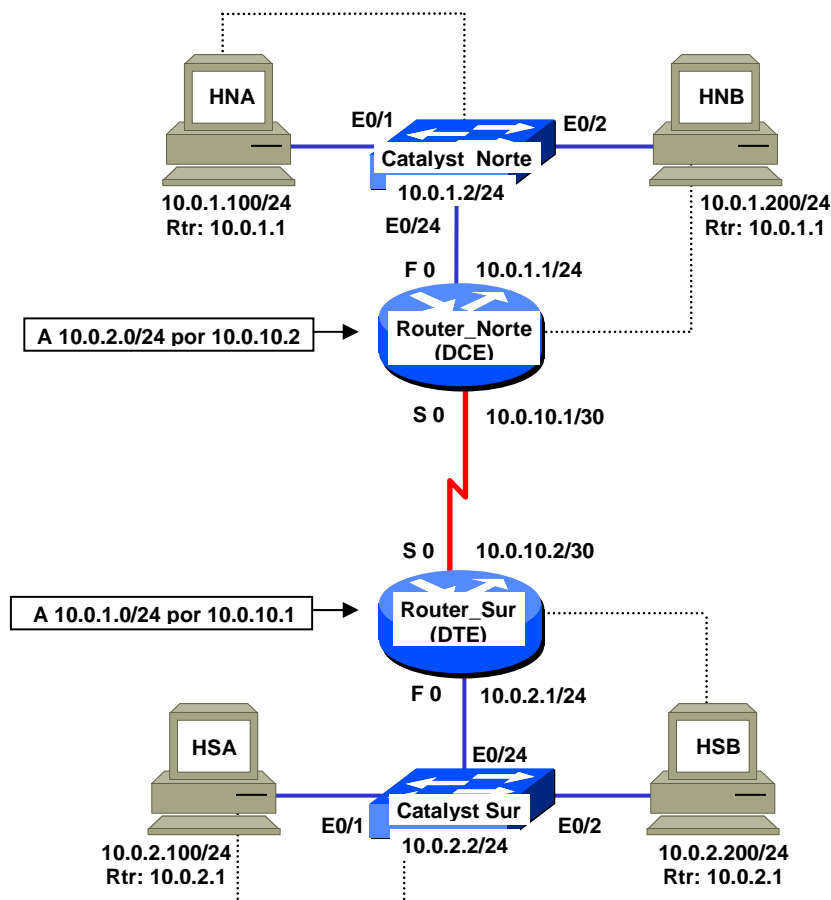 HNA
HNB
E0/1
E0/2
Catalyst Norte
10.0.1.2/24
10.0.1.100/24
Rtr: 10.0.1.1
10.0.1.200/24
Rtr: 10.0.1.1
E0/24
F 0
10.0.1.1/24
A 10.0.2.0/24 por 10.0.10.2
Router_Norte
(DCE)
S 0
10.0.10.1/30
S 0
10.0.10.2/30
A 10.0.1.0/24 por 10.0.10.1
Router_Sur
(DTE)
F 0
10.0.2.1/24
HSA
HSB
E0/24
Catalyst Sur
E0/1
E0/2
10.0.2.2/24
10.0.2.100/24
Rtr: 10.0.2.1
10.0.2.200/24
Rtr: 10.0.2.1